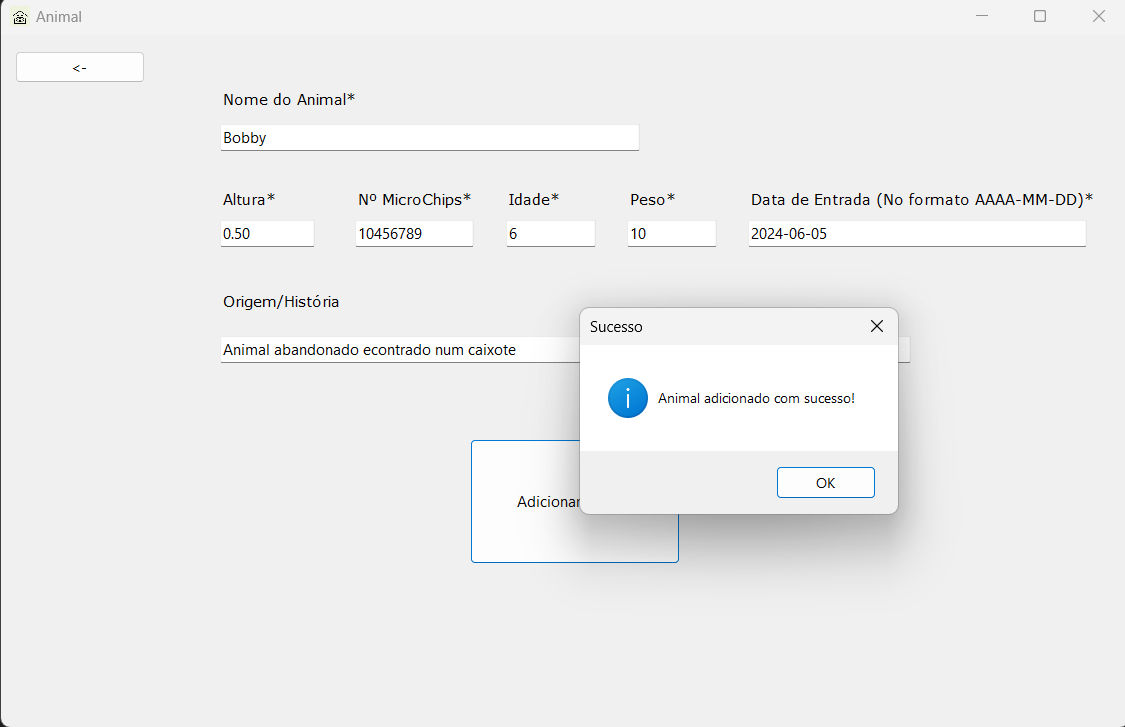 Animal
<-
Nome do Animal*
Bobby
Altura* Nº MicroChips* Idade* Peso* Data de Entrada (No formato AAAA-MM-DD)*
0.50 10456789 6 10 2024-06-05
Origem/História
Animal abandonado econtrado num caixote
Sucesso
Animal adicionado com sucesso!
OK
Adicionar